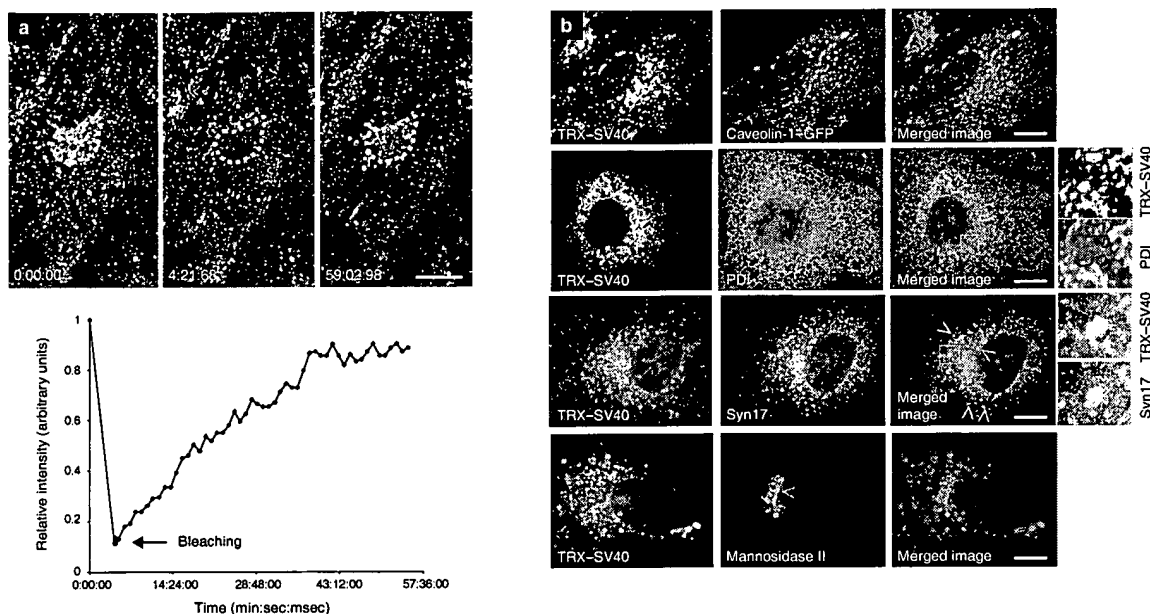 a
0:00:00
4:21:66
59:02:98
Relative intensity (arbitrary units)
1
0.8
0.6
0.4
0.2
0
Bleaching
0:00:00
14:24:00
28:48:00
43:12:00
57:36:00
Time (min:sec:msec)
b
TRX–SV40
Caveolin-1–GFP
Merged image
TRX–SV40
PDI
Merged image
TRX–SV40
PDI
TRX–SV40
Syn17
Merged
image
TRX–SV40
Syn17
TRX–SV40
Mannosidase II
Merged image